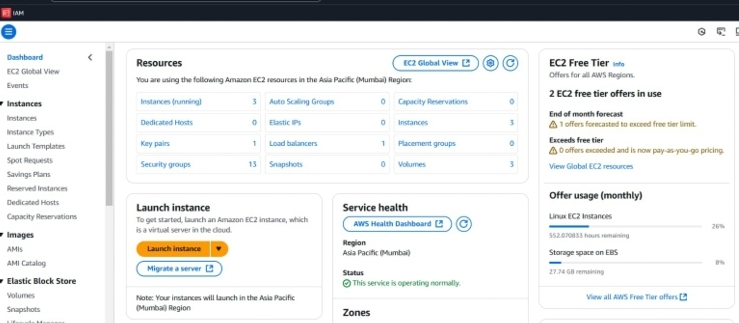 IAM
Dashboard
EC2 Global View
Events
Instances
Instances
Instance Types
Launch Templates
Spot Requests
Savings Plans
Reserved Instances
Dedicated Hosts
Capacity Reservations
Images
AMIs
AMI Catalog
Elastic Block Store
Volumes
Snapshots
Lifecycle Manager
Resources
EC2 Global View
You are using the following Amazon EC2 resources in the Asia Pacific (Mumbai) Region:
Instances (running) 3 Auto Scaling Groups 0 Capacity Reservations 0
Dedicated Hosts 0 Elastic IPs 0 Instances 3
Key pairs 1 Load balancers 1 Placement groups 0
Security groups 13 Snapshots 0 Volumes 3
Launch instance
To get started, launch an Amazon EC2 instance, which
is a virtual server in the cloud.
Launch instance
Migrate a server
Note: Your instances will launch in the Asia Pacific
(Mumbai) Region
Service health
AWS Health Dashboard
Region
Asia Pacific (Mumbai)
Status
This service is operating normally.
Zones
EC2 Free Tier Info
Offers for all AWS Regions.
2 EC2 free tier offers in use
End of month forecast
1 offers forecasted to exceed free tier limit.
Exceeds free tier
0 offers exceeded and is now pay-as-you-go pricing.
View Global EC2 resources
Offer usage (monthly)
Linux EC2 Instances
26%
552.070833 hours remaining
Storage space on EBS
8%
27.74 GB remaining
View all AWS Free Tier offers